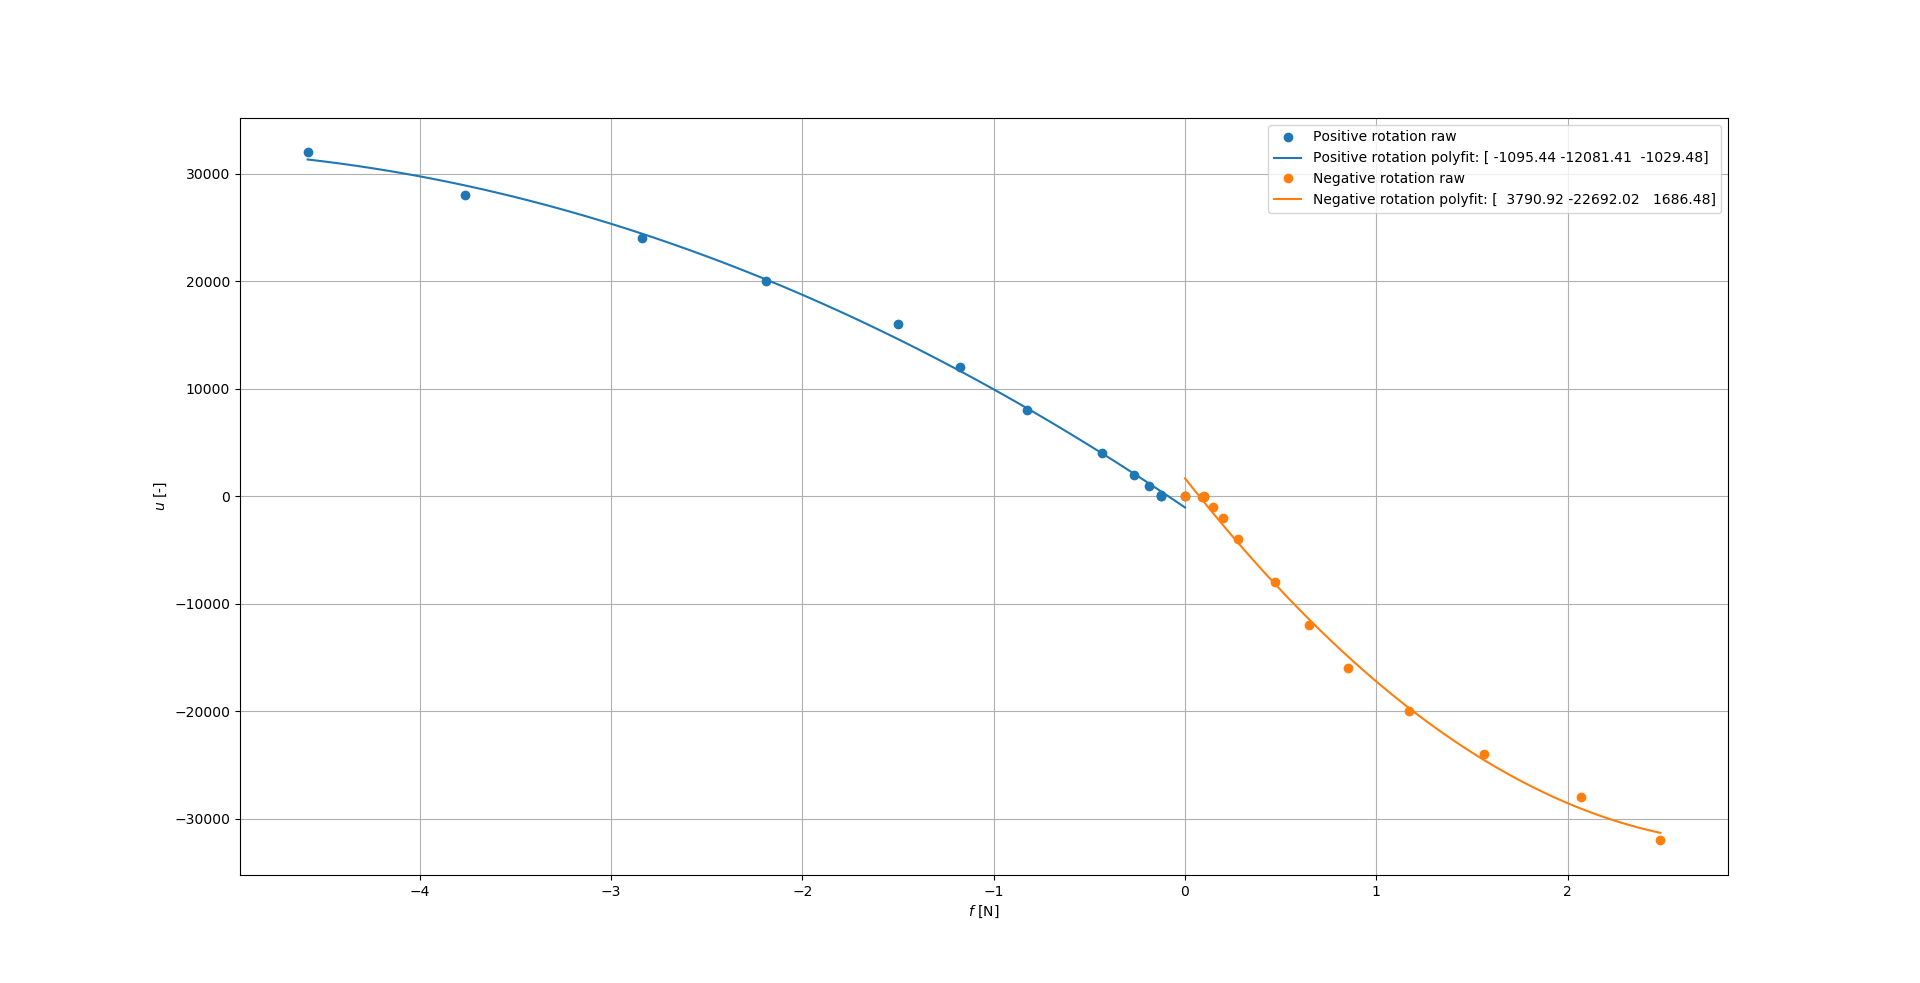 Positive rotation raw
Positive rotation polyfit: [ -1095.44 -12081.41  -1029.48]
Negative rotation raw
Negative rotation polyfit: [  3790.92 -22692.02   1686.48]
30000
20000
10000
0
−10000
−20000
−30000
u [-]
−4 −3 −2 −1 0 1 2
f [N]